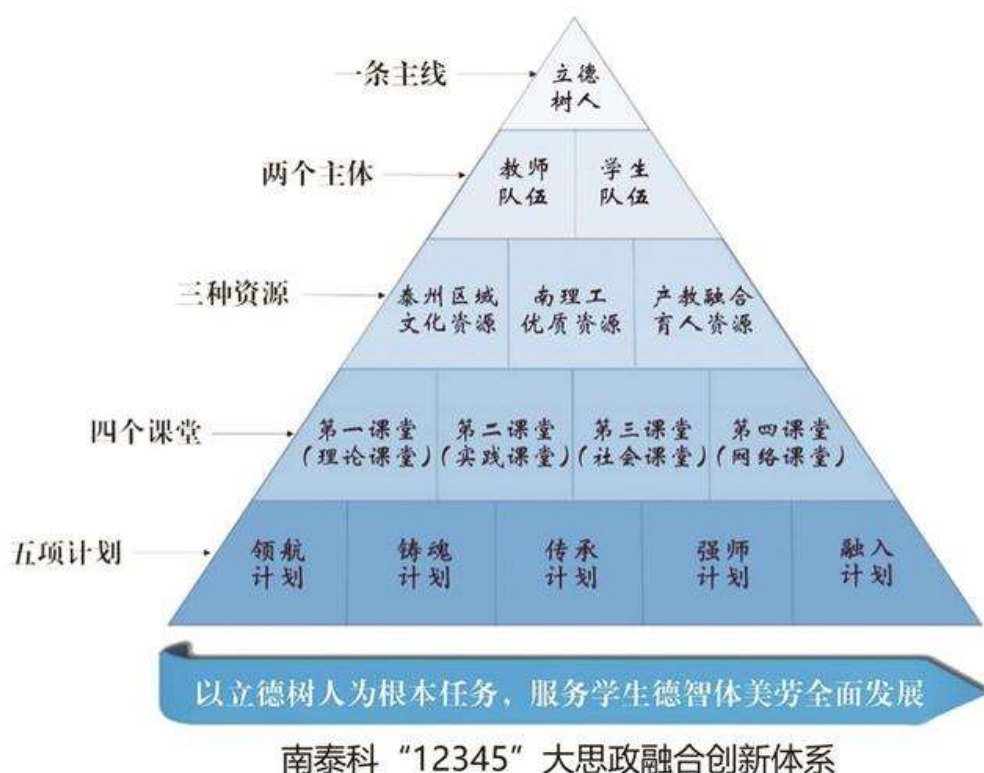 一条主线
立德
树人
两个主体
教师
队伍
学生
队伍
三种资源
泰州区域
文化资源
南理工
优质资源
产教融合
育人资源
四个课堂
第一课堂
(理论课堂)
第二课堂
(实践课堂)
第三课堂
(社会课堂)
第四课堂
(网络课堂)
五项计划
领航
计划
铸魂
计划
传承
计划
强师
计划
融入
计划
以立德树人为根本任务，服务学生德智体美劳全面发展
南泰科“12345”大思政融合创新体系